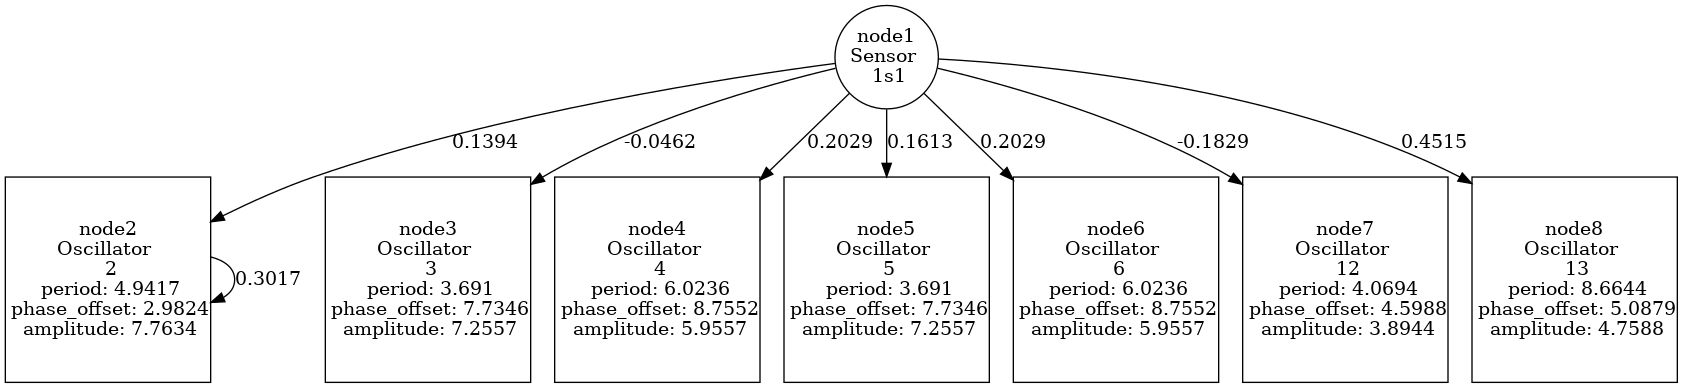 node1
Sensor
1s1
0.1394
-0.0462
0.2029
0.1613
0.2029
-0.1829
0.4515
node2
Oscillator
2
period: 4.9417
phase_offset: 2.9824
amplitude: 7.7634
0.3017
node3
Oscillator
3
period: 3.691
phase_offset: 7.7346
amplitude: 7.2557
node4
Oscillator
4
period: 6.0236
phase_offset: 8.7552
amplitude: 5.9557
node5
Oscillator
5
period: 3.691
phase_offset: 7.7346
amplitude: 7.2557
node6
Oscillator
6
period: 6.0236
phase_offset: 8.7552
amplitude: 5.9557
node7
Oscillator
12
period: 4.0694
phase_offset: 4.5988
amplitude: 3.8944
node8
Oscillator
13
period: 8.6644
phase_offset: 5.0879
amplitude: 4.7588